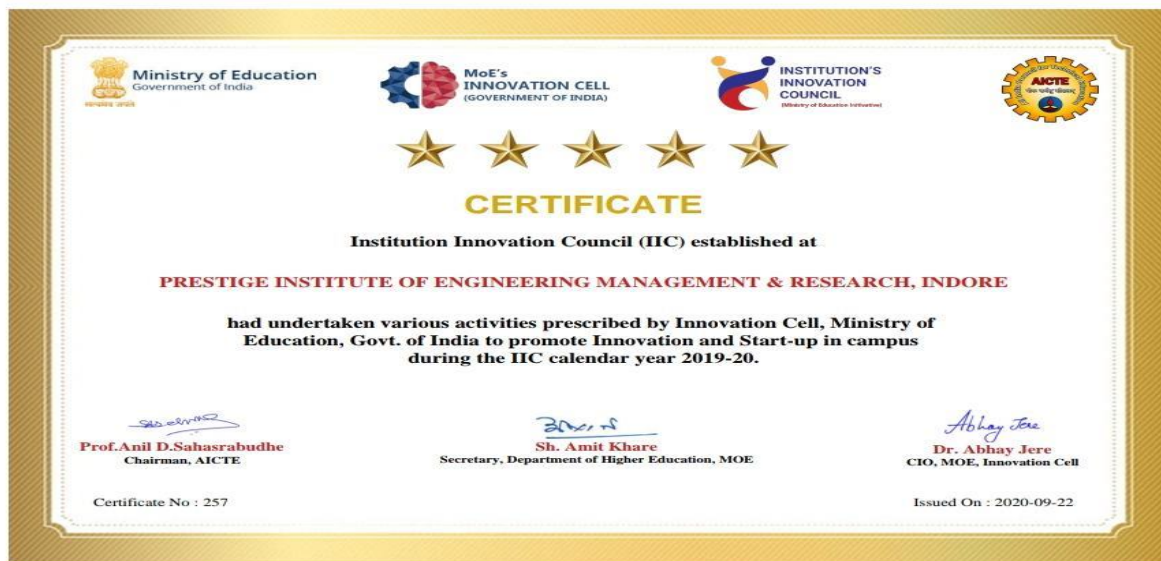 Ministry of Education
Government of India
सत्यमेव जयते
MoE's
INNOVATION CELL
(GOVERNMENT OF INDIA)
INSTITUTION'S
INNOVATION
COUNCIL
(Ministry of Education Initiative)
AICTE
CERTIFICATE
Institution Innovation Council (IIC) established at
PRESTIGE INSTITUTE OF ENGINEERING MANAGEMENT & RESEARCH, INDORE
had undertaken various activities prescribed by Innovation Cell, Ministry of
Education, Govt. of India to promote Innovation and Start-up in campus
during the IIC calendar year 2019-20.
Abhay Jere
Prof.Anil D.Sahasrabudhe
Chairman, AICTE
Sh. Amit Khare
Secretary, Department of Higher Education, MOE
Dr. Abhay Jere
CIO, MOE, Innovation Cell
Certificate No : 257
Issued On : 2020-09-22